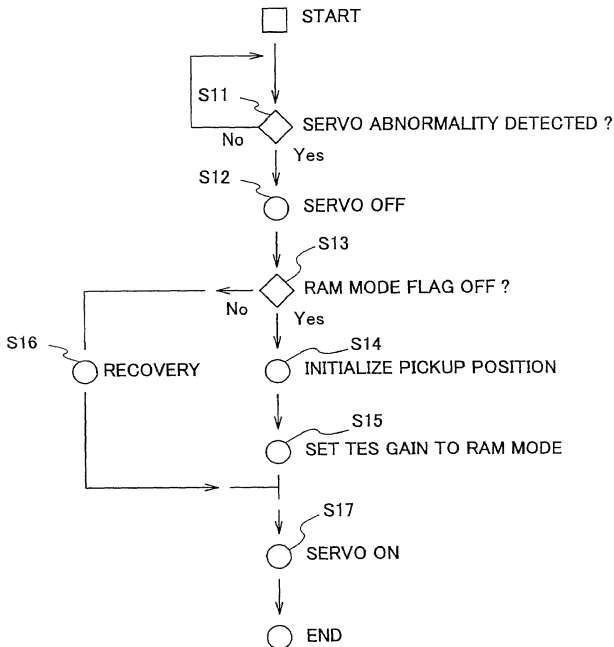 START
S11
SERVO ABNORMALITY DETECTED ?
No
Yes
S12
SERVO OFF
S13
RAM MODE FLAG OFF ?
No
Yes
S16
RECOVERY
S14
INITIALIZE PICKUP POSITION
S15
SET TES GAIN TO RAM MODE
S17
SERVO ON
END